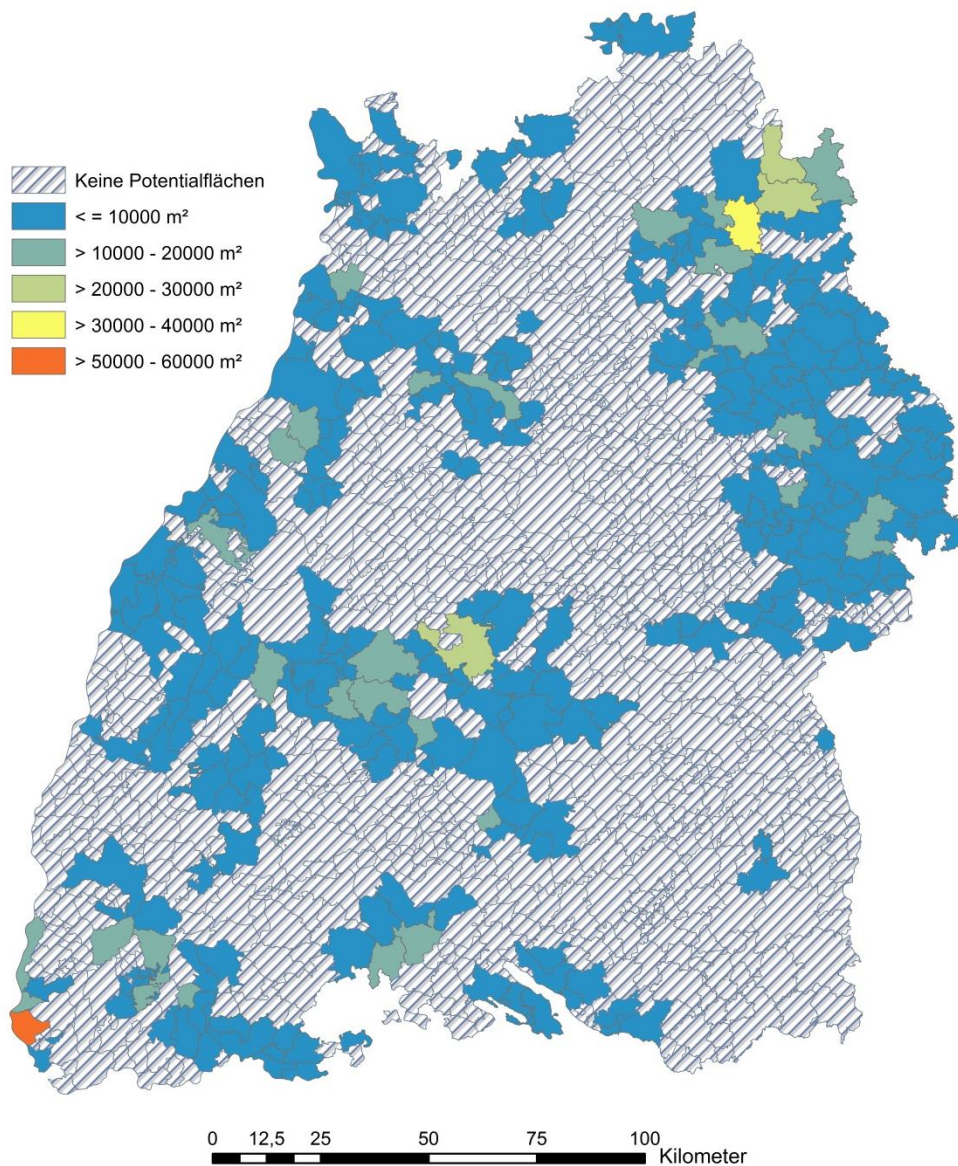 Keine Potentialflächen
< = 10000 m²
> 10000 - 20000 m²
> 20000 - 30000 m²
> 30000 - 40000 m²
> 50000 - 60000 m²
0 12,5 25 50 75 100
Kilometer